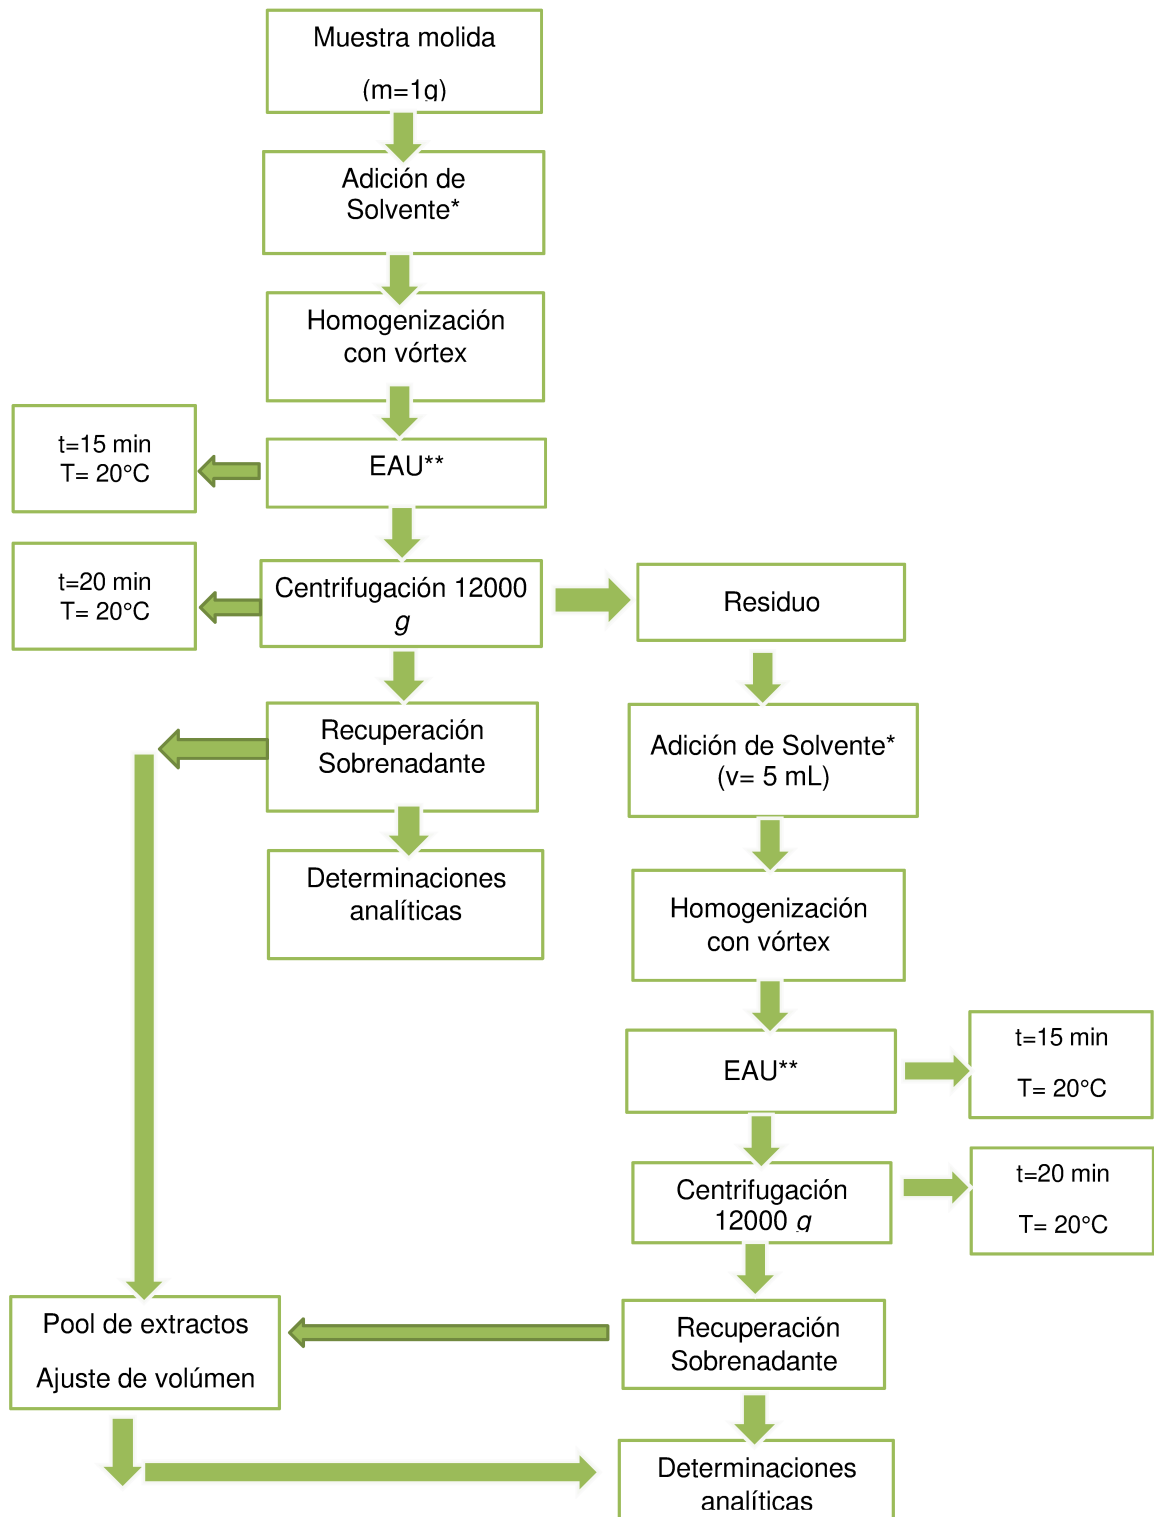 Muestra molida
(m=1g)
Adición de
Solvente*
Homogenización
con vórtex
t=15 min
T= 20°C
EAU**
t=20 min
T= 20°C
Centrifugación 12000
g
Residuo
Recuperación
Sobrenadante
Adición de Solvente*
(v= 5 mL)
Determinaciones
analíticas
Homogenización
con vórtex
EAU**
t=15 min
T= 20°C
Centrifugación
12000 g
t=20 min
T= 20°C
Pool de extractos
Ajuste de volúmen
Recuperación
Sobrenadante
Determinaciones
analíticas